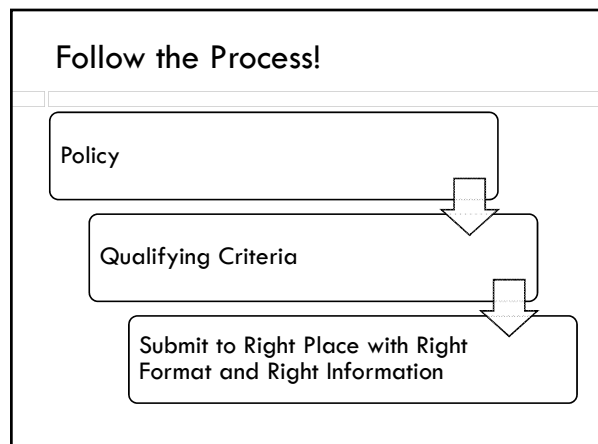 Follow the Process!
Policy
Qualifying Criteria
Submit to Right Place with Right
Format and Right Information